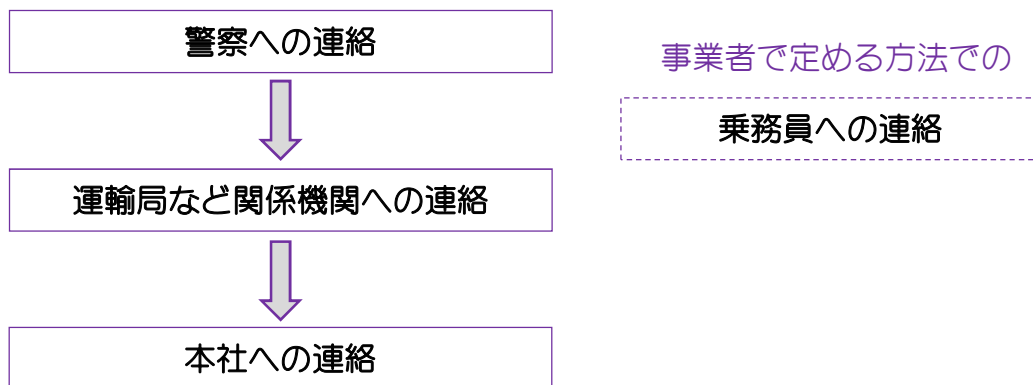 警察への連絡
事業者で定める方法での
乗務員への連絡
運輸局など関係機関への連絡
本社への連絡